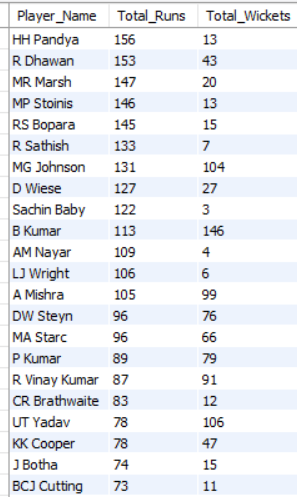 Player_Name Total_Runs Total_Wickets
HH Pandya 156 13
R Dhawan 153 43
MR Marsh 147 20
MP Stoinis 146 13
RS Bopara 145 15
R Sathish 133 7
MG Johnson 131 104
D Wiese 127 27
Sachin Baby 122 3
B Kumar 113 146
AM Nayar 109 4
LJ Wright 106 6
A Mishra 105 99
DW Steyn 96 76
MA Starc 96 66
P Kumar 89 79
R Vinay Kumar 87 91
CR Brathwaite 83 12
UT Yadav 78 106
KK Cooper 78 47
J Botha 74 15
BCJ Cutting 73 11